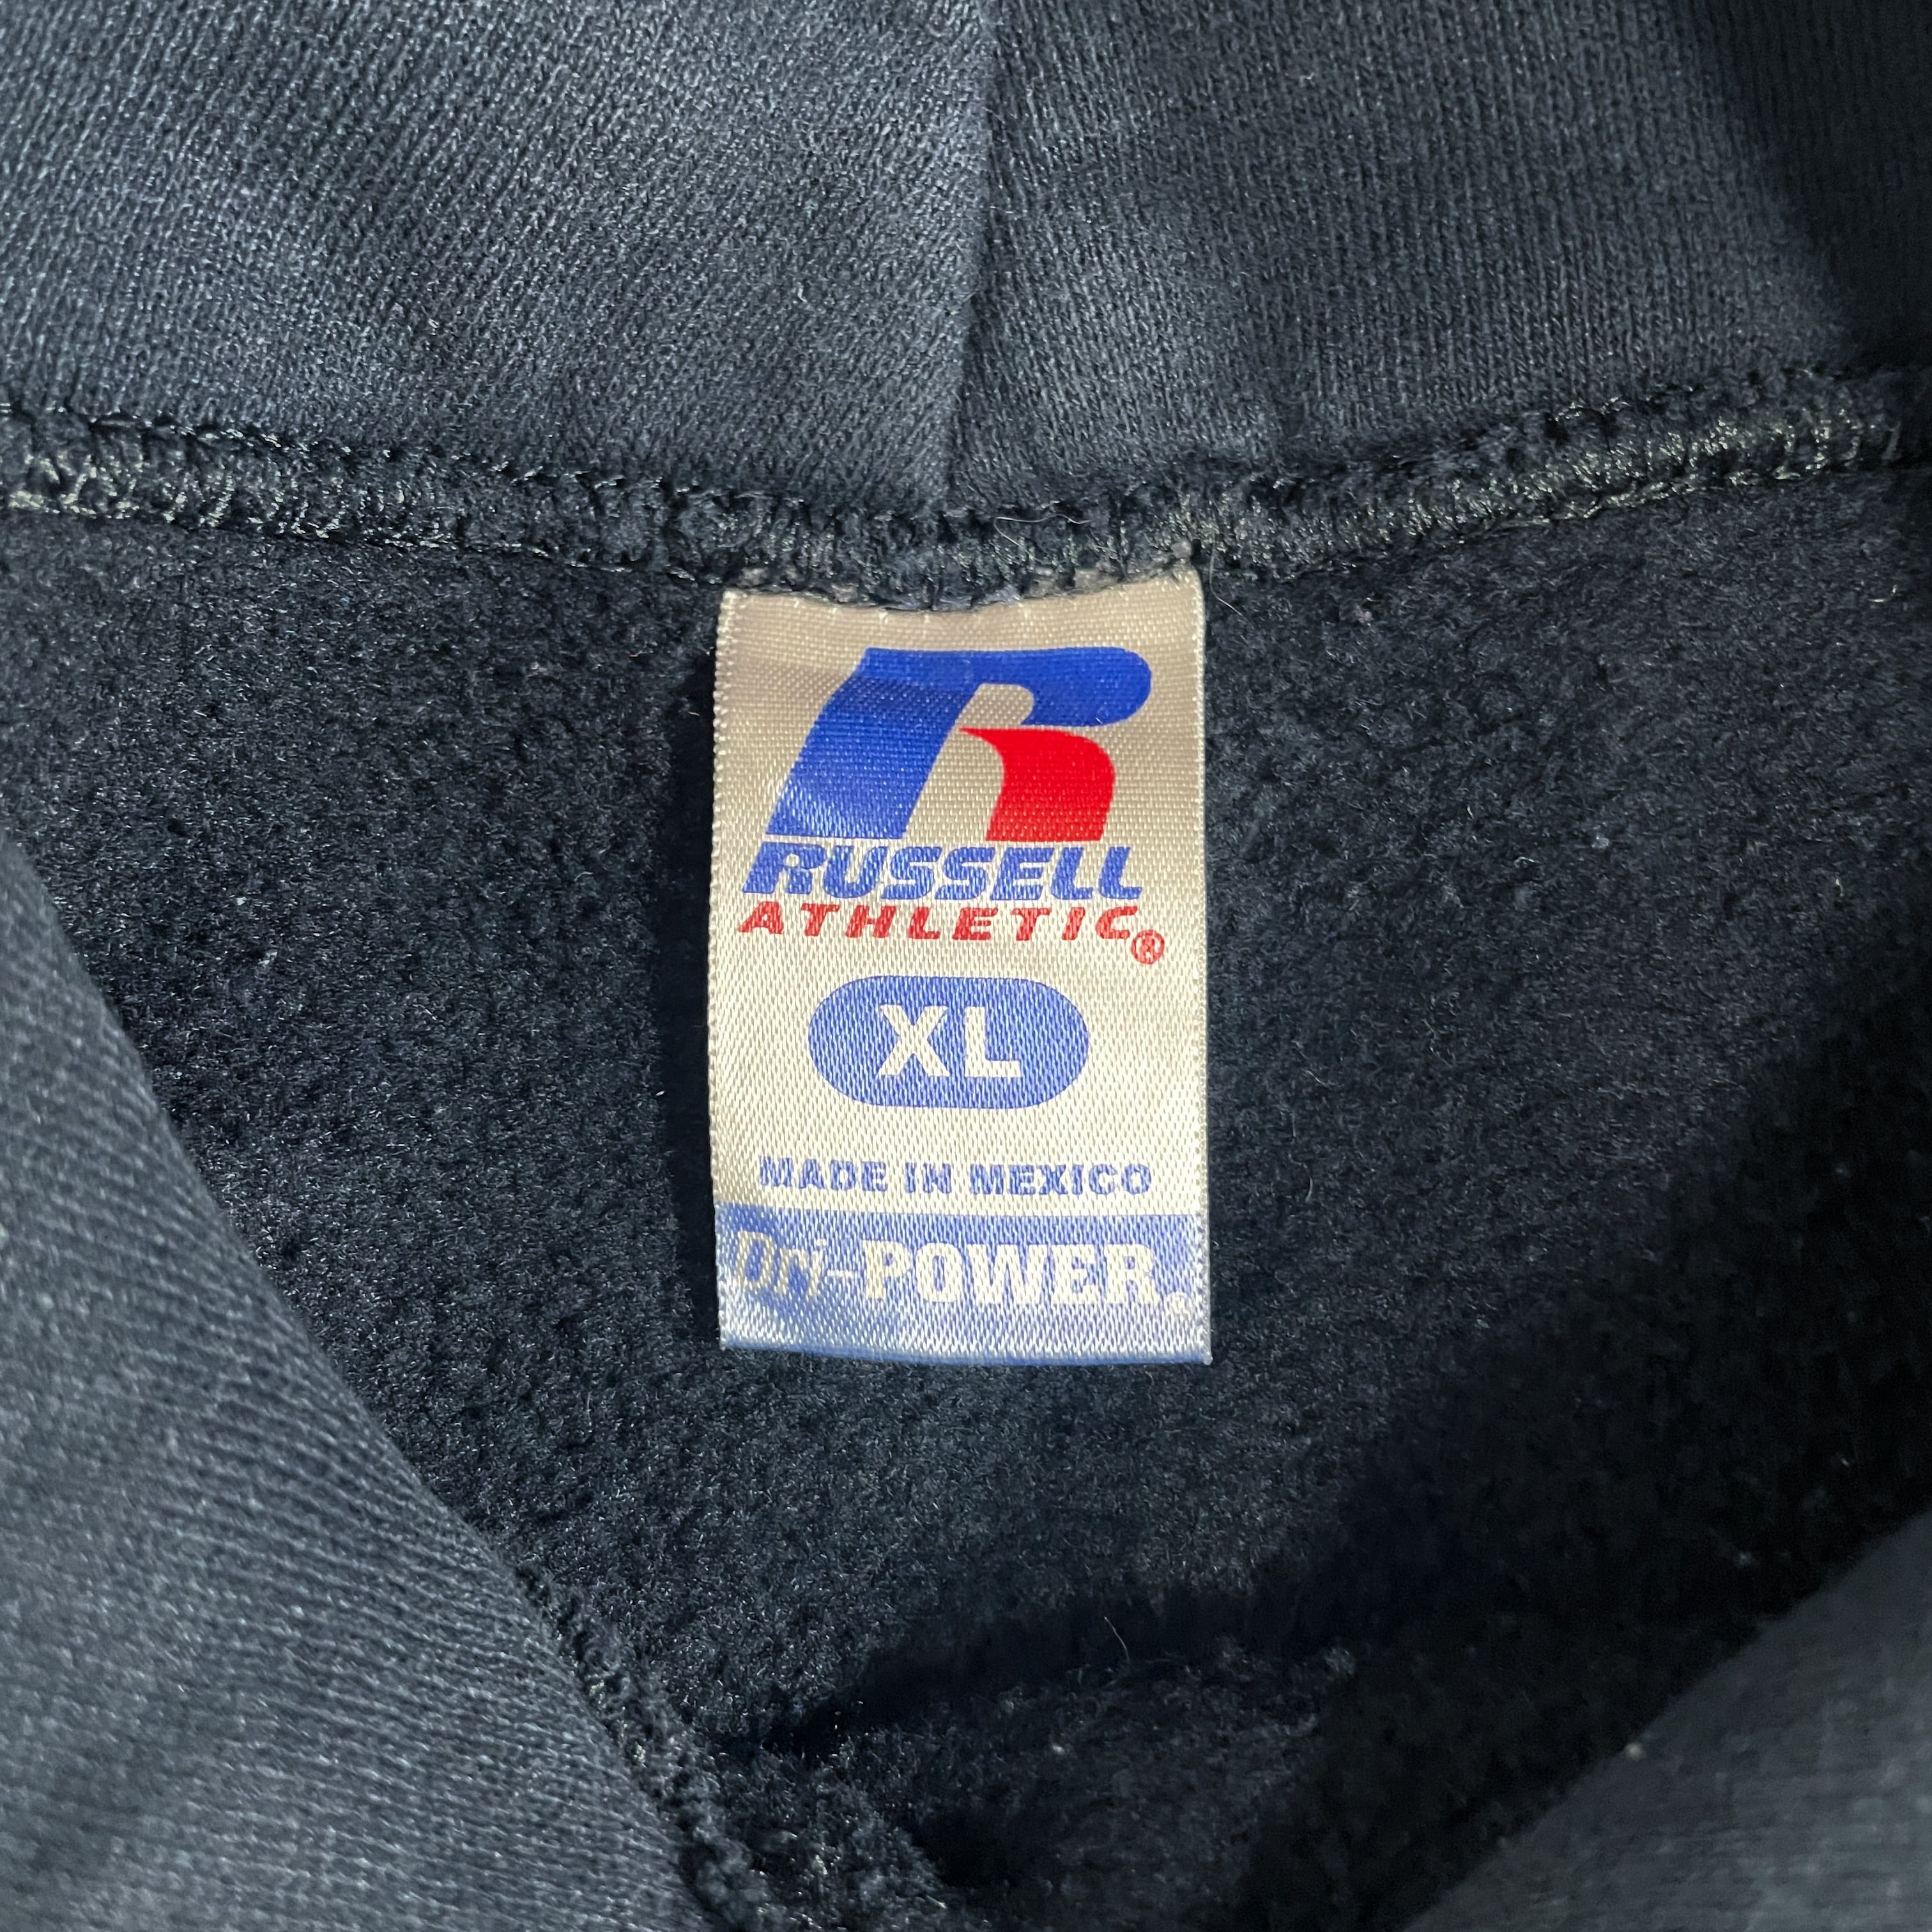 R
RUSSELL
ATHLETIC®
XL
MADE IN MEXICO
Dri-POWER®